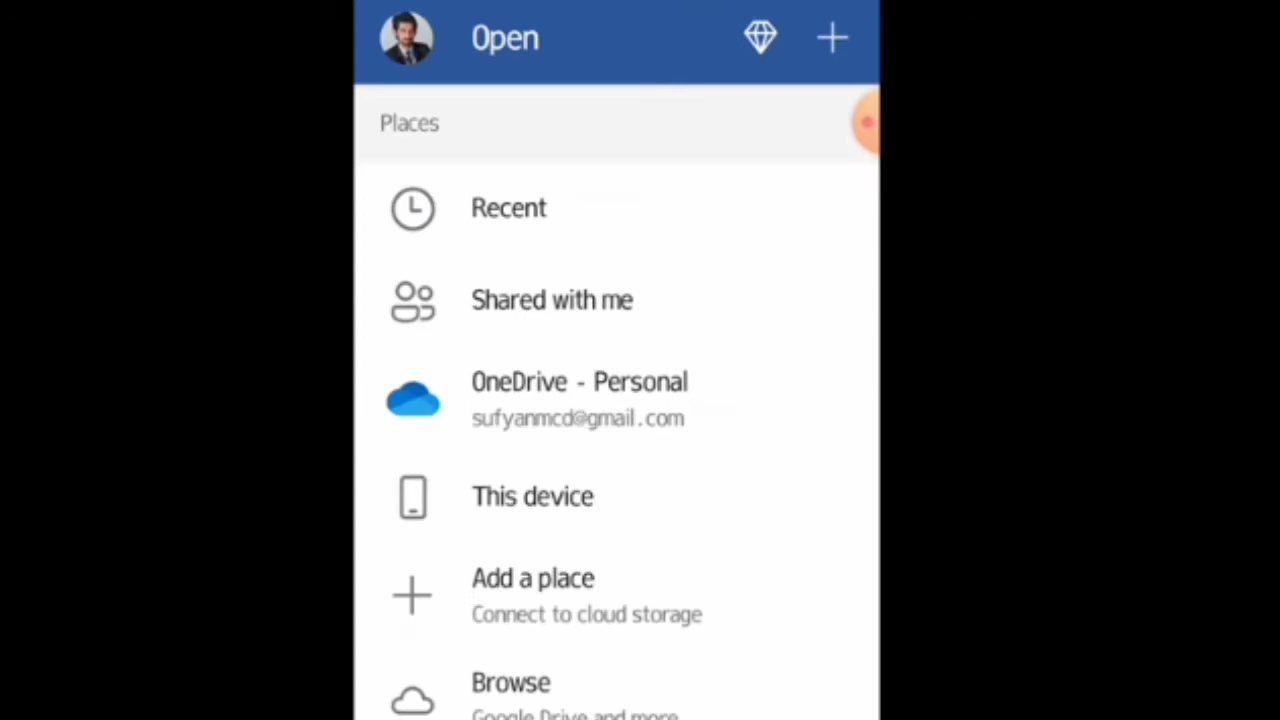 Open
Places
Recent
Shared with me
OneDrive - Personal
sufyanmcd@gmail.com
This device
Add a place
Connect to cloud storage
Browse
Google Drive and more